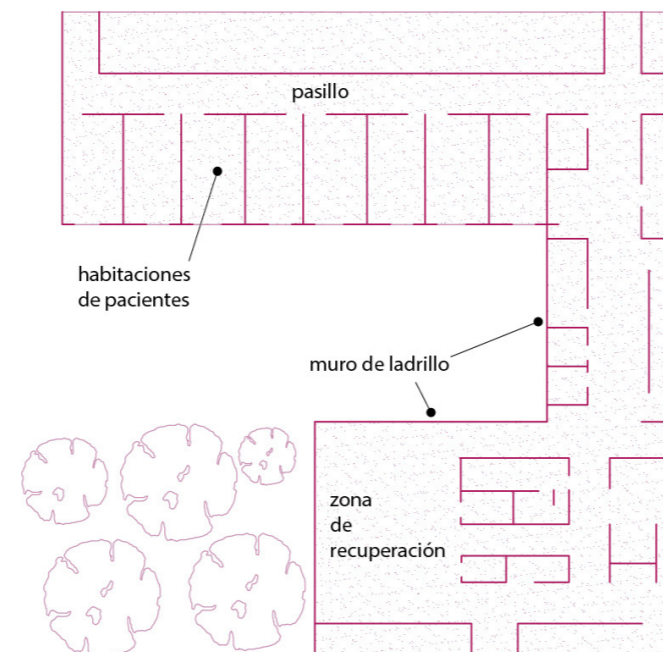 pasillo
habitaciones
de pacientes
muro de ladrillo
zona
de
recuperación